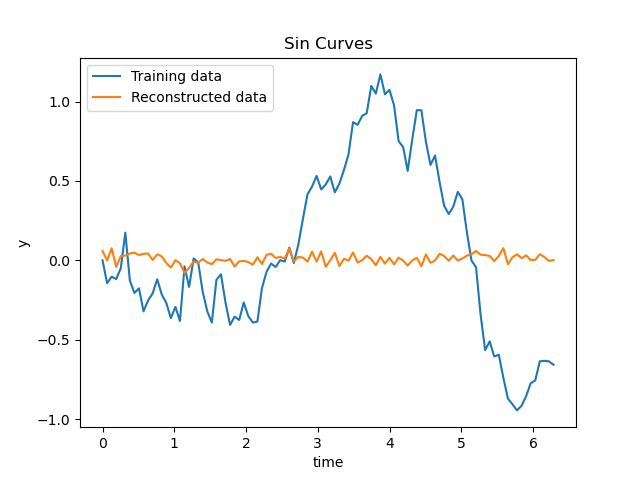 Sin Curves
Training data
Reconstructed data
1.0
0.5
0.0
−0.5
−1.0
y
0 1 2 3 4 5 6
time